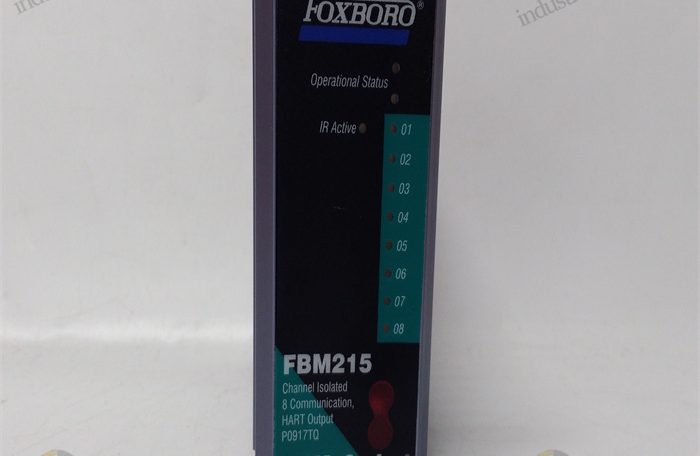 FOXBORO
Operational Status
IR Active
01
02
03
04
05
06
07
08
FBM215
Channel Isolated
8 Communication,
HART Output
P0917TQ